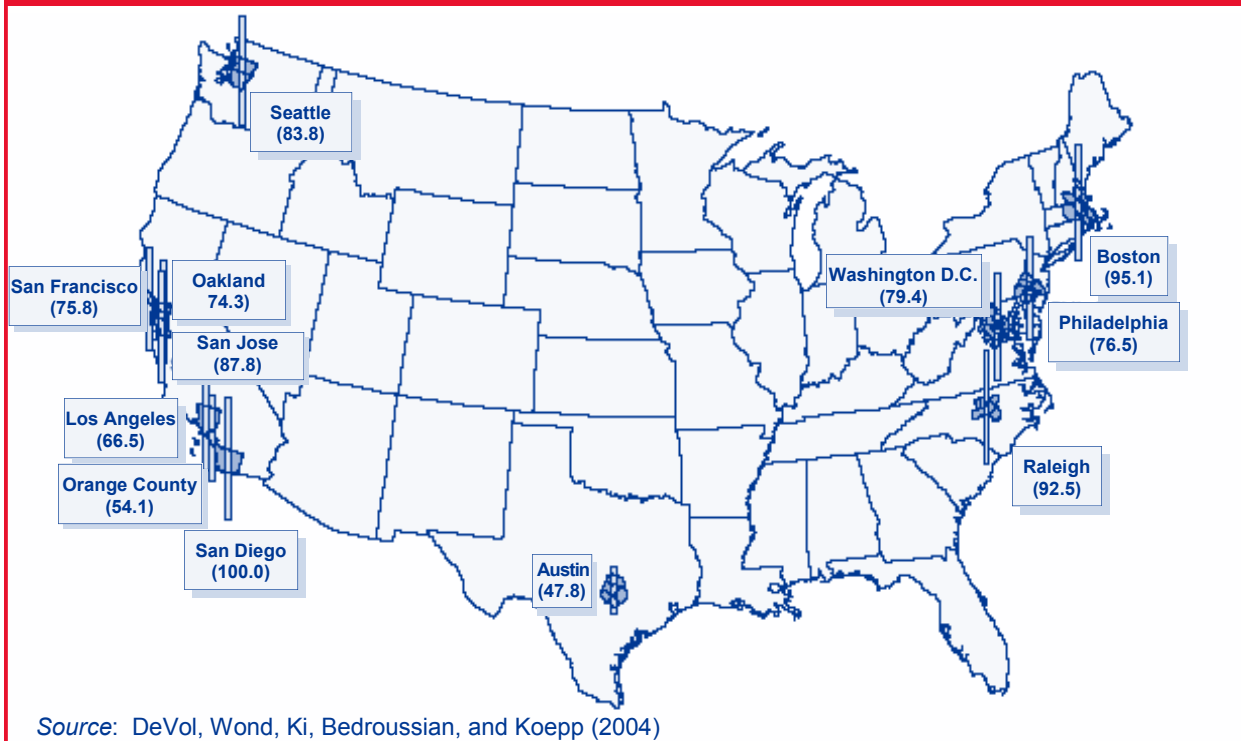 Seattle
(83.8)
San Francisco
(75.8)
Oakland
74.3)
San Jose
(87.8)
Los Angeles
(66.5)
Orange County
(54.1)
San Diego
(100.0)
Austin
(47.8)
Washington D.C.
(79.4)
Boston
(95.1)
Philadelphia
(76.5)
Raleigh
(92.5)
Source: DeVol, Wond, Ki, Bedroussian, and Koepp (2004)